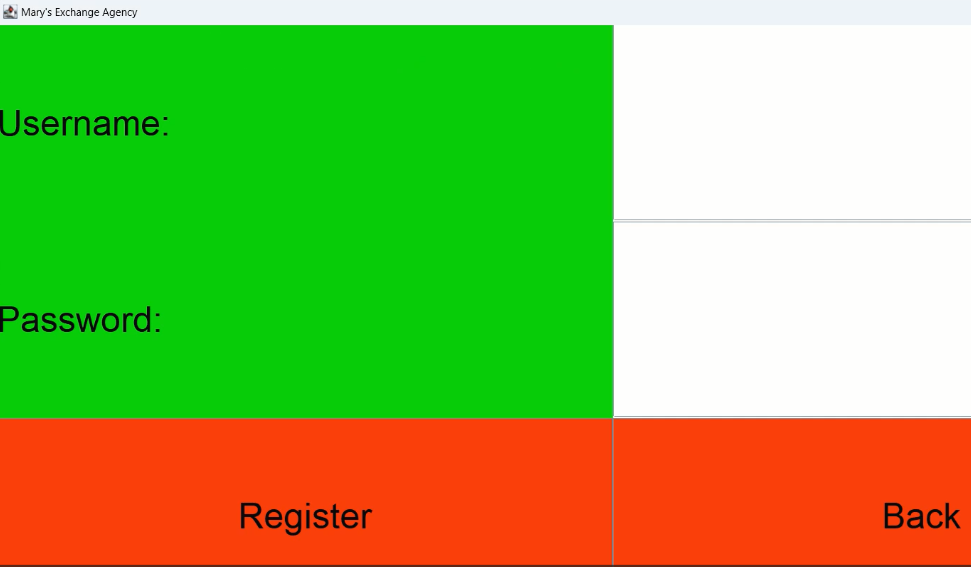 Mary's Exchange Agency
Username:
Password:
Register
Back